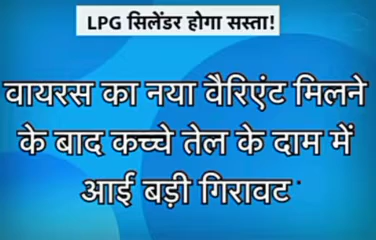 LPG सिलेंडर होगा सस्ता!
वायरस का नया वैरिएंट मिलने
के बाद कच्चे तेल के दाम में
आई बड़ी गिरावट